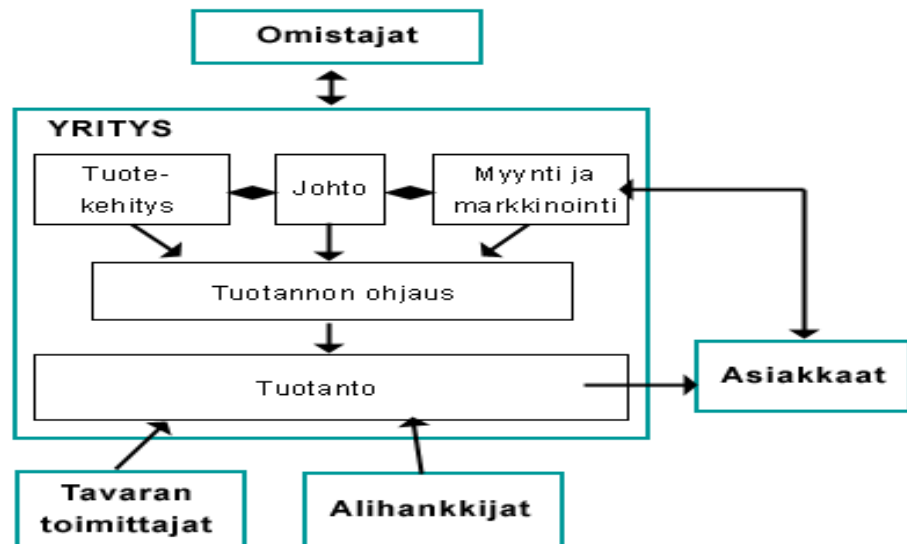 Omistajat
YRITYS
Tuote-
kehitys
Johto
Myynti ja
markkinointi
Tuotannon ohjaus
Tuotanto
Asiakkaat
Tavaran
toimittajat
Alihankkijat